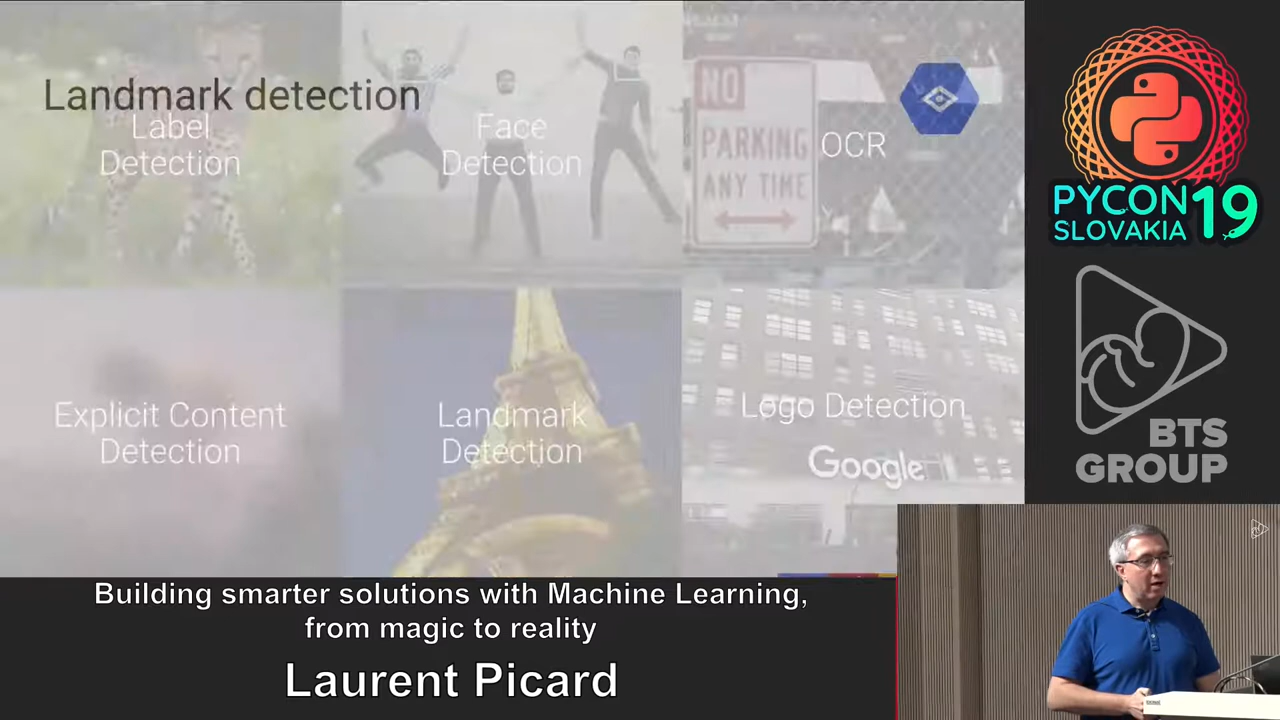 Landmark detection
Label
Detection
Face
Detection
NO
PARKING
ANY TIME
OCR
Explicit Content
Detection
Landmark
Detection
Logo Detection
Google
PYCON
SLOVAKIA
19
BTS
GROUP
Building smarter solutions with Machine Learning,
from magic to reality
Laurent Picard